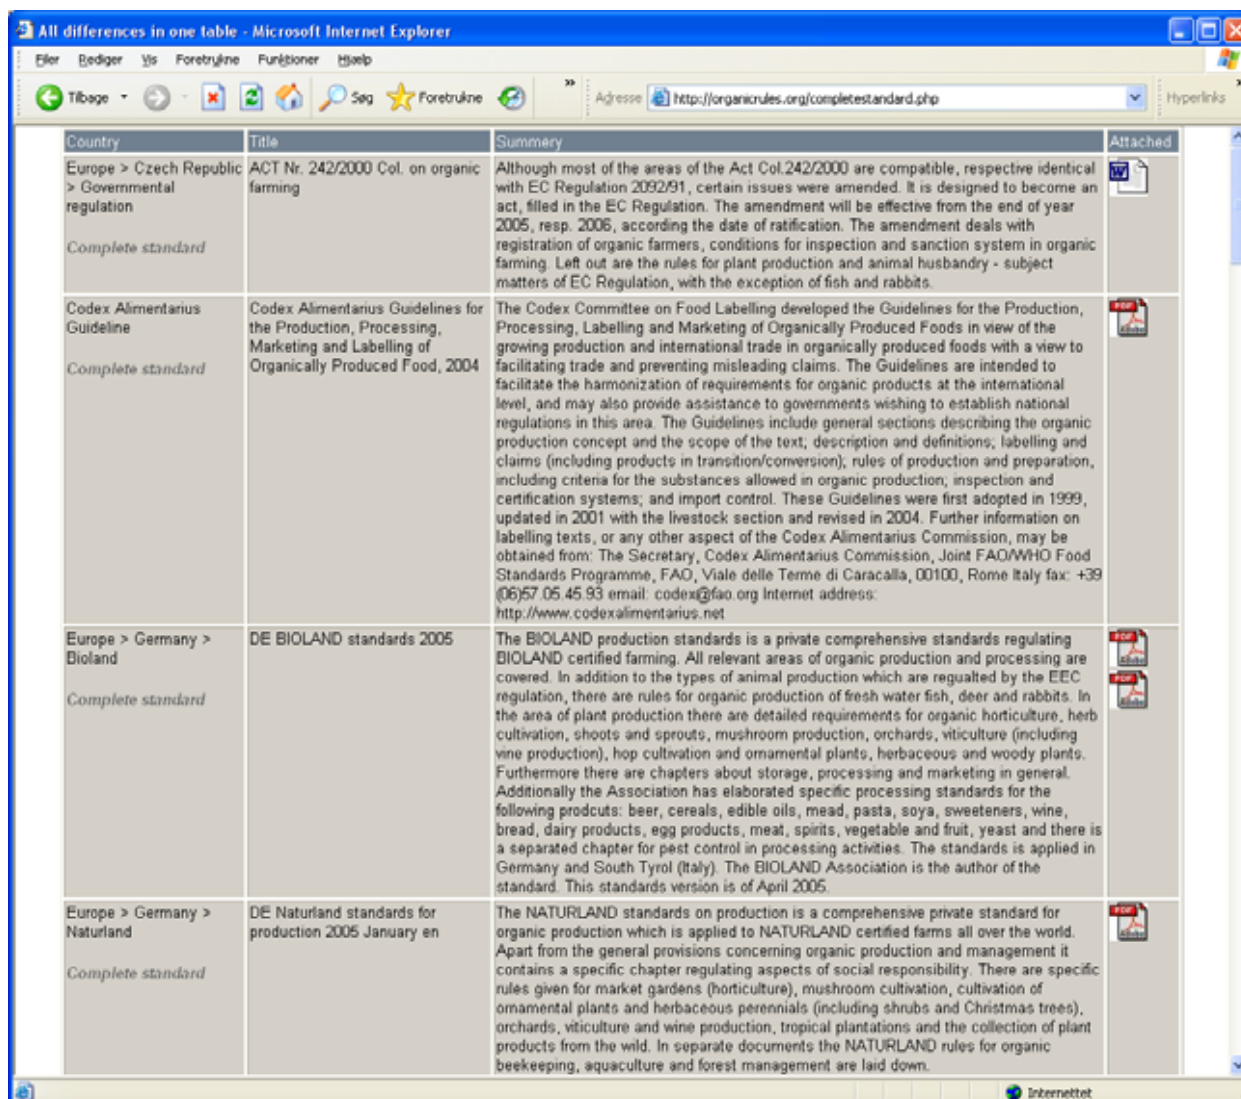 All differences in one table - Microsoft Internet Explorer
Filer Rediger Vis Foretrukne Funktioner Hjælp
Tilbage Søg Foretrukne » Adresse http://organicrules.org/completestandard.php Hyperlinks »
Country Title Summery Attached
Europe > Czech Republic
> Governmental
regulation
Complete standard
ACT Nr. 242/2000 Col. on organic
farming
Although most of the areas of the Act Col.242/2000 are compatible, respective identical
with EC Regulation 2092/91, certain issues were amended. It is designed to become an
act, filled in the EC Regulation. The amendment will be effective from the end of year
2005, resp. 2006, according the date of ratification. The amendment deals with
registration of organic farmers, conditions for inspection and sanction system in organic
farming. Left out are the rules for plant production and animal husbandry - subject
matters of EC Regulation, with the exception of fish and rabbits.
W
Codex Alimentarius
Guideline
Complete standard
Codex Alimentarius Guidelines for
the Production, Processing,
Marketing and Labelling of
Organically Produced Food, 2004
The Codex Committee on Food Labelling developed the Guidelines for the Production,
Processing, Labelling and Marketing of Organically Produced Foods in view of the
growing production and international trade in organically produced foods with a view to
facilitating trade and preventing misleading claims. The Guidelines are intended to
facilitate the harmonization of requirements for organic products at the international
level, and may also provide assistance to governments wishing to establish national
regulations in this area. The Guidelines include general sections describing the organic
production concept and the scope of the text; description and definitions; labelling and
claims (including products in transition/conversion); rules of production and preparation,
including criteria for the substances allowed in organic production; inspection and
certification systems; and import control. These Guidelines were first adopted in 1999,
updated in 2001 with the livestock section and revised in 2004. Further information on
labelling texts, or any other aspect of the Codex Alimentarius Commission, may be
obtained from: The Secretary, Codex Alimentarius Commission, Joint FAO/WHO Food
Standards Programme, FAO, Viale delle Terme di Caracalla, 00100, Rome Italy fax: +39
(06)57.05.45.93 email: codex@fao.org Internet address:
http://www.codexalimentarius.net
PDF
Adobe
Europe > Germany >
Bioland
Complete standard
DE BIOLAND standards 2005
The BIOLAND production standards is a private comprehensive standards regulating
BIOLAND certified farming. All relevant areas of organic production and processing are
covered. In addition to the types of animal production which are regualted by the EEC
regulation, there are rules for organic production of fresh water fish, deer and rabbits. In
the area of plant production there are detailed requirements for organic horticulture, herb
cultivation, shoots and sprouts, mushroom production, orchards, viticulture (including
vine production), hop cultivation and ornamental plants, herbaceous and woody plants.
Furthermore there are chapters about storage, processing and marketing in general.
Additionally the Association has elaborated specific processing standards for the
following prodcuts: beer, cereals, edible oils, mead, pasta, soya, sweeteners, wine,
bread, dairy products, egg products, meat, spirits, vegetable and fruit, yeast and there is
a separated chapter for pest control in processing activities. The standards is applied in
Germany and South Tyrol (Italy). The BIOLAND Association is the author of the
standard. This standards version is of April 2005.
PDF
Adobe
PDF
Adobe
Europe > Germany >
Naturland
Complete standard
DE Naturland standards for
production 2005 January en
The NATURLAND standards on production is a comprehensive private standard for
organic production which is applied to NATURLAND certified farms all over the world.
Apart from the general provisions concerning organic production and management it
contains a specific chapter regulating aspects of social responsibility. There are specific
rules given for market gardens (horticulture), mushroom cultivation, cultivation of
ornamental plants and herbaceous perennials (including shrubs and Christmas trees),
orchards, viticulture and wine production, tropical plantations and the collection of plant
products from the wild. In separate documents the NATURLAND rules for organic
beekeeping, aquaculture and forest management are laid down.
PDF
Adobe
Internettet